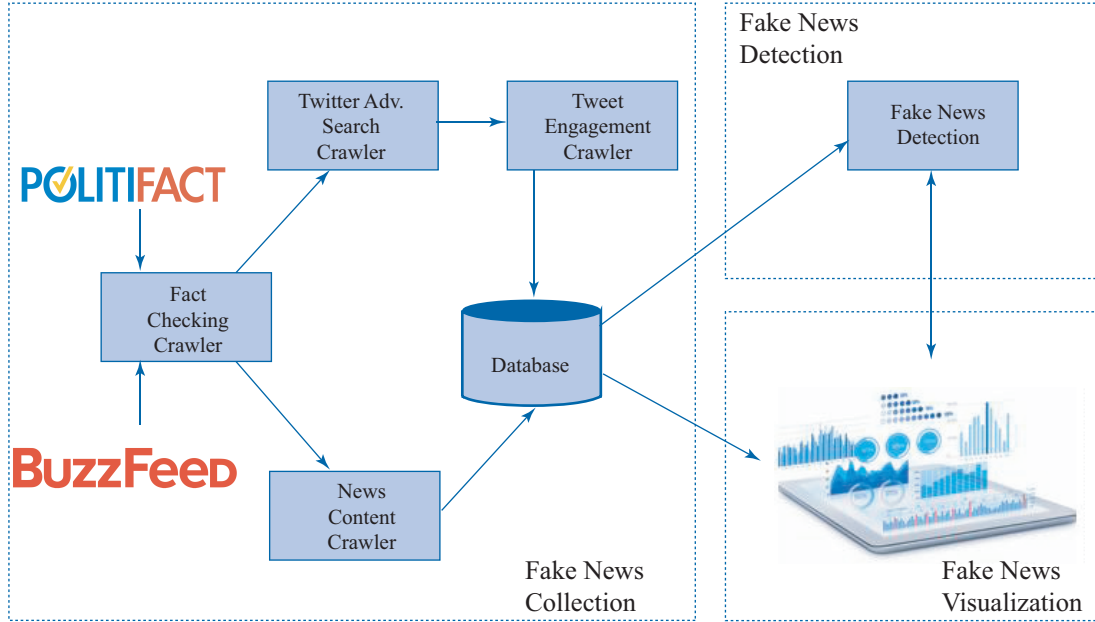 Fake News
Detection
Twitter Adv.
Search
Crawler
Tweet
Engagement
Crawler
Fake News
Detection
POLITIFACT
Fact
Checking
Crawler
Database
BuzzFeed
News
Content
Crawler
Fake News
Collection
Fake News
Visualization